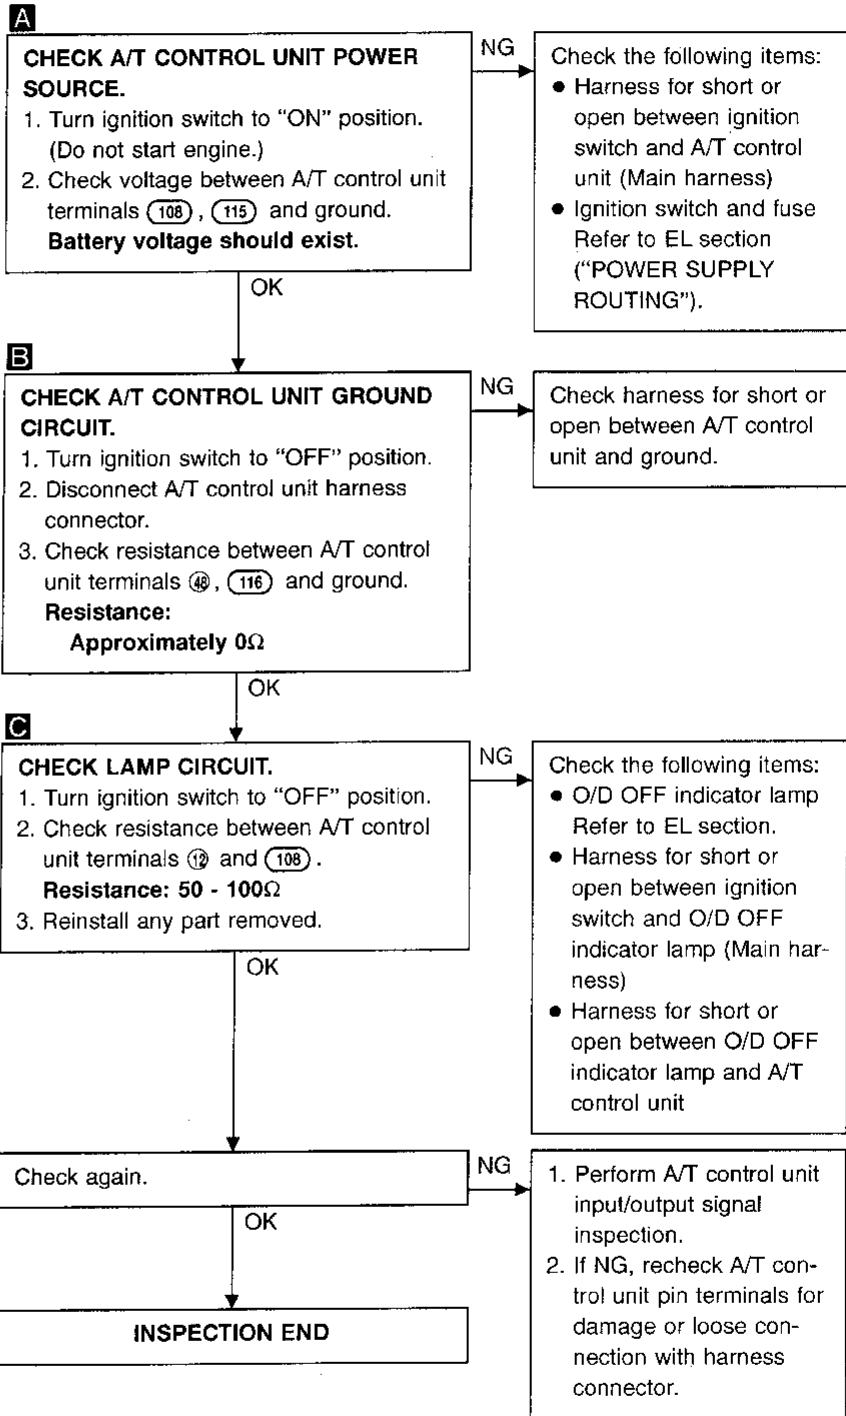 A
CHECK A/T CONTROL UNIT POWER
SOURCE.
1. Turn ignition switch to "ON" position.
(Do not start engine.)
2. Check voltage between A/T control unit
terminals (108), (115) and ground.
Battery voltage should exist.
NG
Check the following items:
● Harness for short or
open between ignition
switch and A/T control
unit (Main harness)
● Ignition switch and fuse
Refer to EL section
("POWER SUPPLY
ROUTING").
OK
B
CHECK A/T CONTROL UNIT GROUND
CIRCUIT.
1. Turn ignition switch to "OFF" position.
2. Disconnect A/T control unit harness
connector.
3. Check resistance between A/T control
unit terminals (48), (116) and ground.
Resistance:
Approximately 0Ω
NG
Check harness for short or
open between A/T control
unit and ground.
OK
C
CHECK LAMP CIRCUIT.
1. Turn ignition switch to "OFF" position.
2. Check resistance between A/T control
unit terminals (12) and (108).
Resistance: 50 - 100Ω
3. Reinstall any part removed.
NG
Check the following items:
● O/D OFF indicator lamp
Refer to EL section.
● Harness for short or
open between ignition
switch and O/D OFF
indicator lamp (Main har-
ness)
● Harness for short or
open between O/D OFF
indicator lamp and A/T
control unit
OK
Check again.
NG
1. Perform A/T control unit
input/output signal
inspection.
2. If NG, recheck A/T con-
trol unit pin terminals for
damage or loose con-
nection with harness
connector.
OK
INSPECTION END